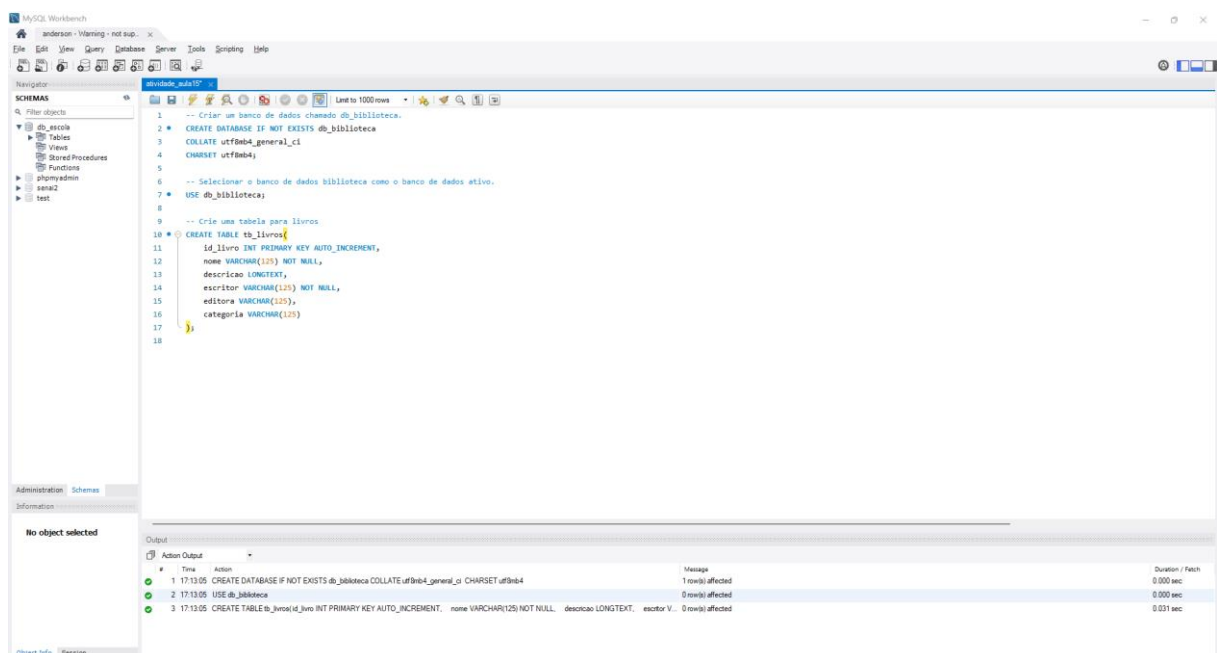 MySQL Workbench
anderson - Warning - not sup..
File Edit View Query Database Server Tools Scripting Help
Navigator
SCHEMAS
Filter objects
db_escola
Tables
Views
Stored Procedures
Functions
phpmyadmin
senai2
test
Administration Schemas
Information
No object selected
Object Info Session
atividade_aula15*
Limit to 1000 rows
1 -- Criar um banco de dados chamado db_biblioteca.
2 CREATE DATABASE IF NOT EXISTS db_biblioteca
3 COLLATE utf8mb4_general_ci
4 CHARSET utf8mb4;
5
6 -- Selecionar o banco de dados biblioteca como o banco de dados ativo.
7 USE db_biblioteca;
8
9 -- Crie uma tabela para livros
10 CREATE TABLE tb_livros(
11 id_livro INT PRIMARY KEY AUTO_INCREMENT,
12 nome VARCHAR(125) NOT NULL,
13 descricao LONGTEXT,
14 escritor VARCHAR(125) NOT NULL,
15 editora VARCHAR(125),
16 categoria VARCHAR(125)
17 );
18
Output
Action Output
# Time Action Message Duration / Fetch
1 17:13:05 CREATE DATABASE IF NOT EXISTS db_biblioteca COLLATE utf8mb4_general_ci CHARSET utf8mb4 1 row(s) affected 0.000 sec
2 17:13:05 USE db_biblioteca 0 row(s) affected 0.000 sec
3 17:13:05 CREATE TABLE tb_livros( id_livro INT PRIMARY KEY AUTO_INCREMENT, nome VARCHAR(125) NOT NULL, descricao LONGTEXT, escritor V... 0 row(s) affected 0.031 sec